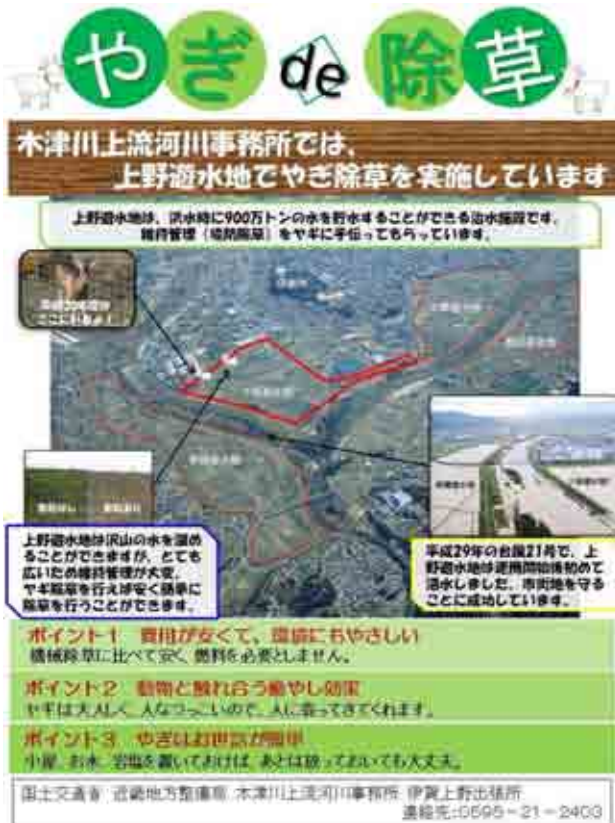 やぎde除草
木津川上流河川事務所では、
上野遊水地でやぎ除草を実施しています
上野遊水地は、洪水時に900万トンの水を貯水することができる治水施設です。
維持管理（堤防除草）をヤギに手伝ってもらっています。
上野遊水地は沢山の水を溜め
ることができますが、とても
広いため維持管理が大変。
ヤギ除草を行えば安く簡単に
除草を行うことができます。
平成29年の台風21号で、上
野遊水地は運用開始後初めて
湛水しました。市街地を守る
ことに成功しています。
ポイント1 費用が安くて、環境にもやさしい
機械除草に比べて安く、燃料を必要としません。
ポイント2 動物と触れ合う癒やし効果
ヤギは大人しく、人なつっこいので、人に寄ってきてくれます。
ポイント3 やぎはお世話が簡単
小屋、お水、岩塩を置いておけば、あとは放っておいても大丈夫。
国土交通省 近畿地方整備局 木津川上流河川事務所 伊賀上野出張所
連絡先:0595-21-2403